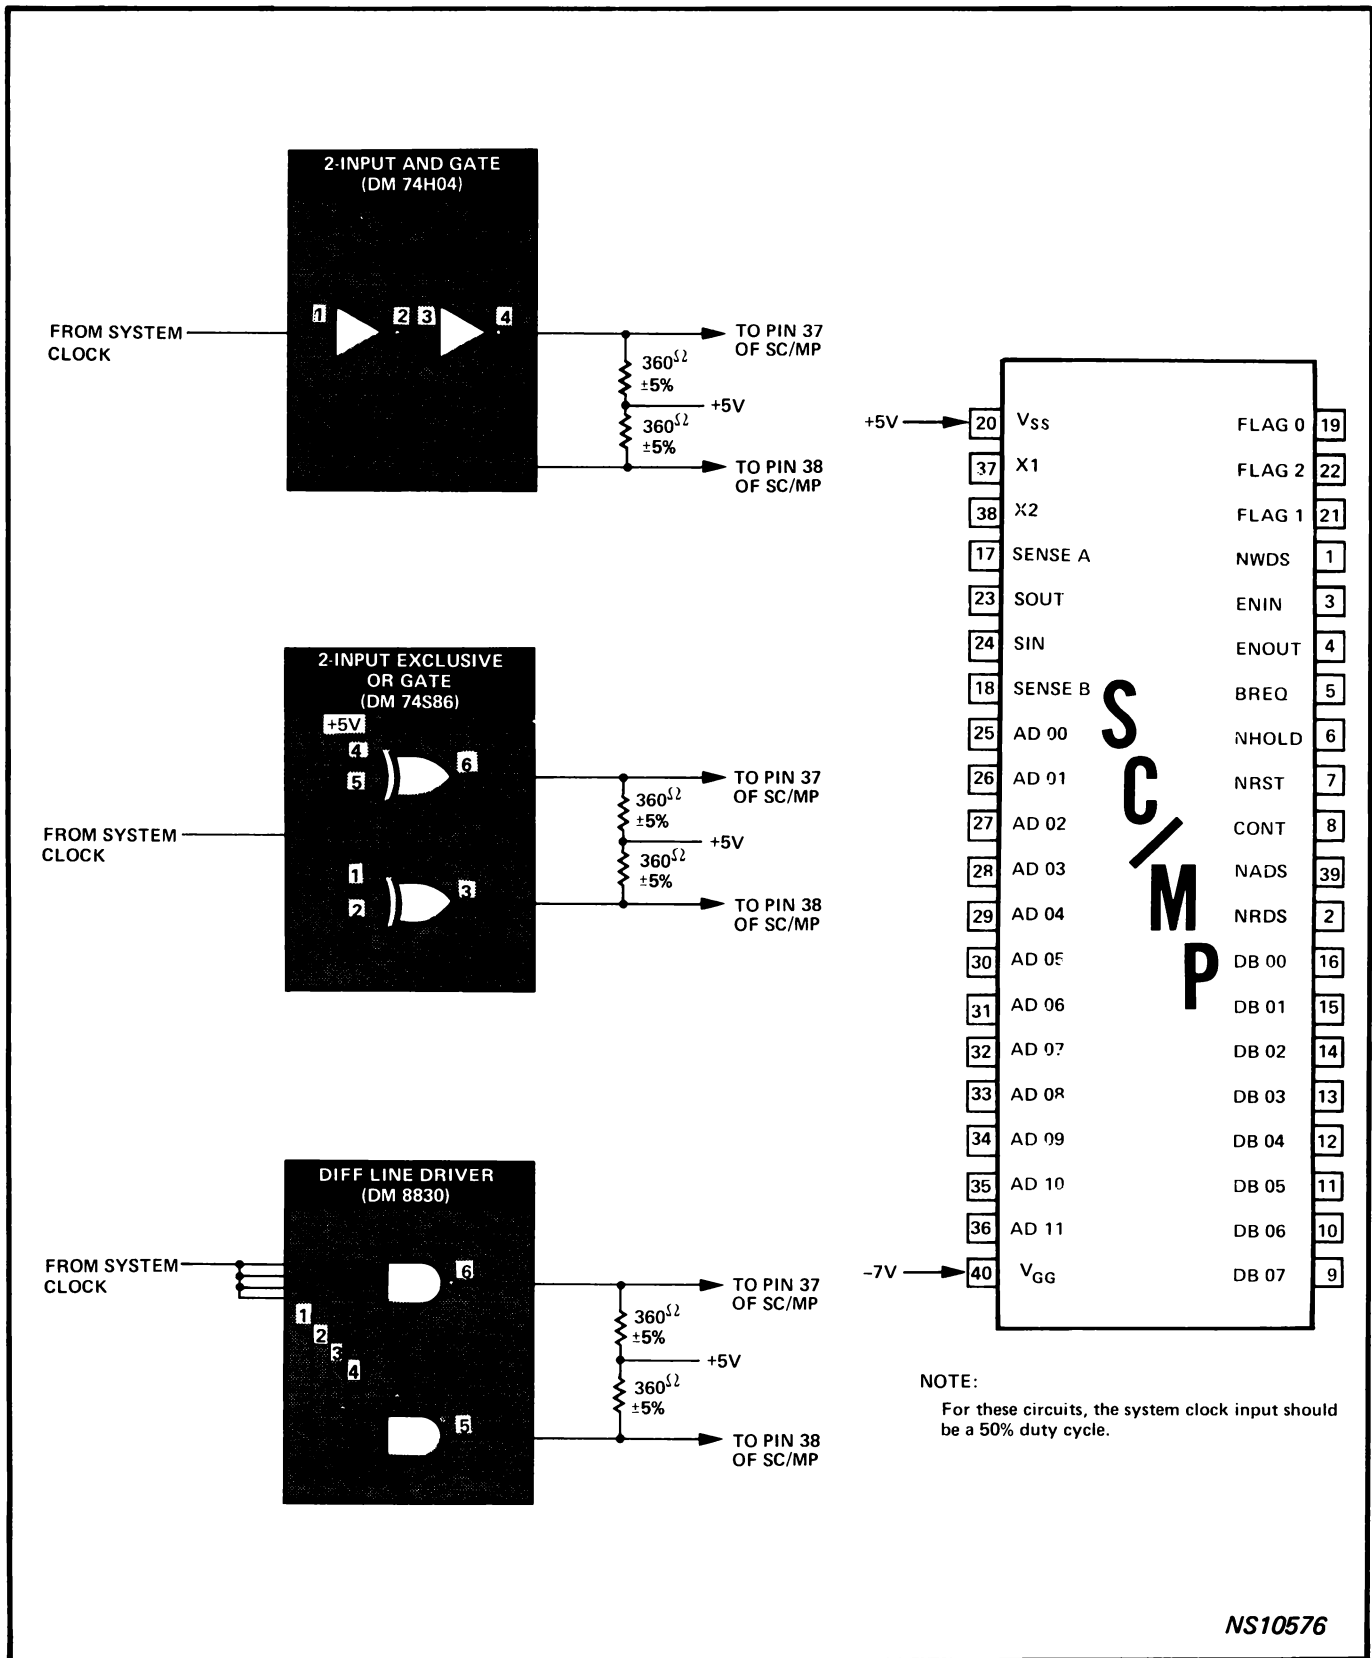 2-INPUT AND GATE
(DM 74H04)
1
2
3
4
FROM SYSTEM
CLOCK
TO PIN 37
OF SC/MP
360Ω
±5%
+5V
360Ω
±5%
TO PIN 38
OF SC/MP
2-INPUT EXCLUSIVE
OR GATE
(DM 74S86)
+5V
4
5
6
1
2
3
FROM SYSTEM
CLOCK
TO PIN 37
OF SC/MP
360Ω
±5%
+5V
360Ω
±5%
TO PIN 38
OF SC/MP
DIFF LINE DRIVER
(DM 8830)
FROM SYSTEM
CLOCK
1
2
3
4
6
5
TO PIN 37
OF SC/MP
360Ω
±5%
+5V
360Ω
±5%
TO PIN 38
OF SC/MP
+5V
20 VSS FLAG 0 19
37 X1 FLAG 2 22
38 X2 FLAG 1 21
17 SENSE A NWDS 1
23 SOUT ENIN 3
24 SIN ENOUT 4
18 SENSE B BREQ 5
25 AD 00 NHOLD 6
26 AD 01 NRST 7
27 AD 02 CONT 8
28 AD 03 NADS 39
29 AD 04 NRDS 2
30 AD 05 DB 00 16
31 AD 06 DB 01 15
32 AD 07 DB 02 14
33 AD 08 DB 03 13
34 AD 09 DB 04 12
35 AD 10 DB 05 11
36 AD 11 DB 06 10
-7V
40 VGG DB 07 9
SC/MP
NOTE:
For these circuits, the system clock input should
be a 50% duty cycle.
NS10576